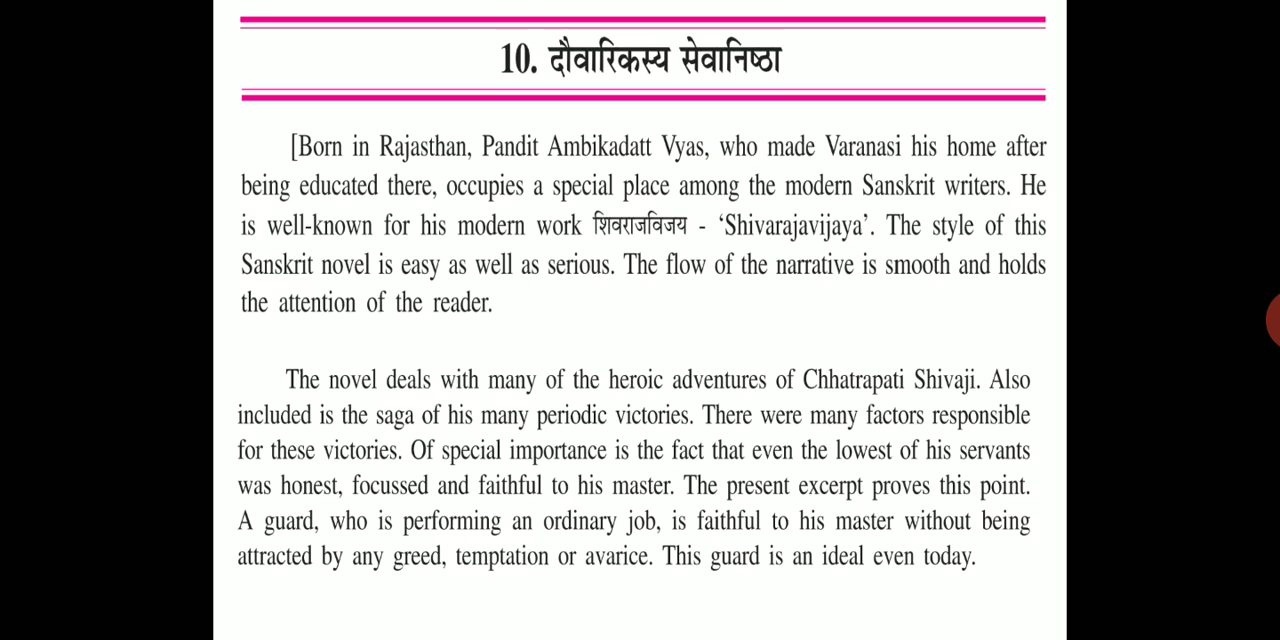 10. दौवारिकस्य सेवानिष्ठा
[Born in Rajasthan, Pandit Ambikadatt Vyas, who made Varanasi his home after
being educated there, occupies a special place among the modern Sanskrit writers. He
is well-known for his modern work शिवराजविजय - ‘Shivarajavijaya’. The style of this
Sanskrit novel is easy as well as serious. The flow of the narrative is smooth and holds
the attention of the reader.
The novel deals with many of the heroic adventures of Chhatrapati Shivaji. Also
included is the saga of his many periodic victories. There were many factors responsible
for these victories. Of special importance is the fact that even the lowest of his servants
was honest, focussed and faithful to his master. The present excerpt proves this point.
A guard, who is performing an ordinary job, is faithful to his master without being
attracted by any greed, temptation or avarice. This guard is an ideal even today.